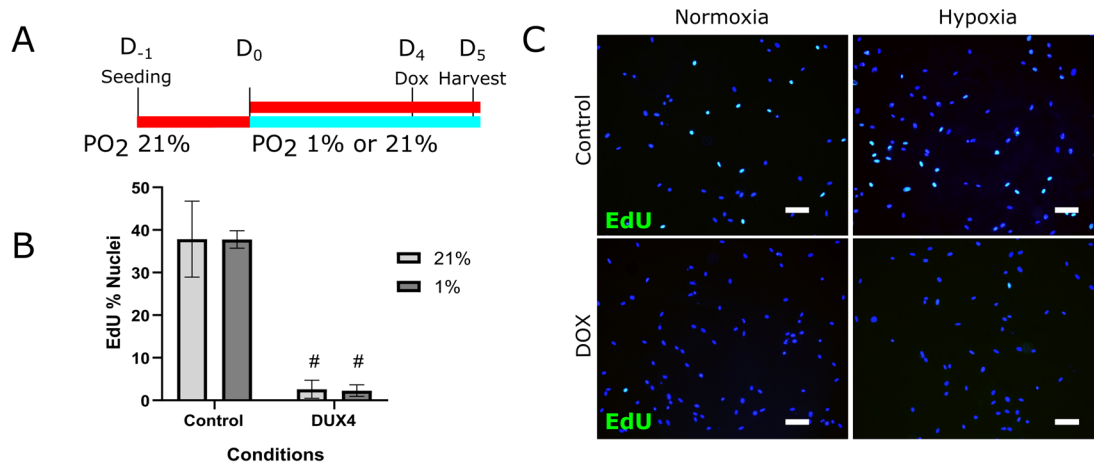 A
D-1
D0
D4
D5
Seeding
Dox
Harvest
PO2 21%
PO2 1% or 21%
B
EdU % Nuclei
50
40
30
20
10
0
#
#
21%
1%
Control
DUX4
Conditions
C
Normoxia
Hypoxia
Control
EdU
DOX
EdU